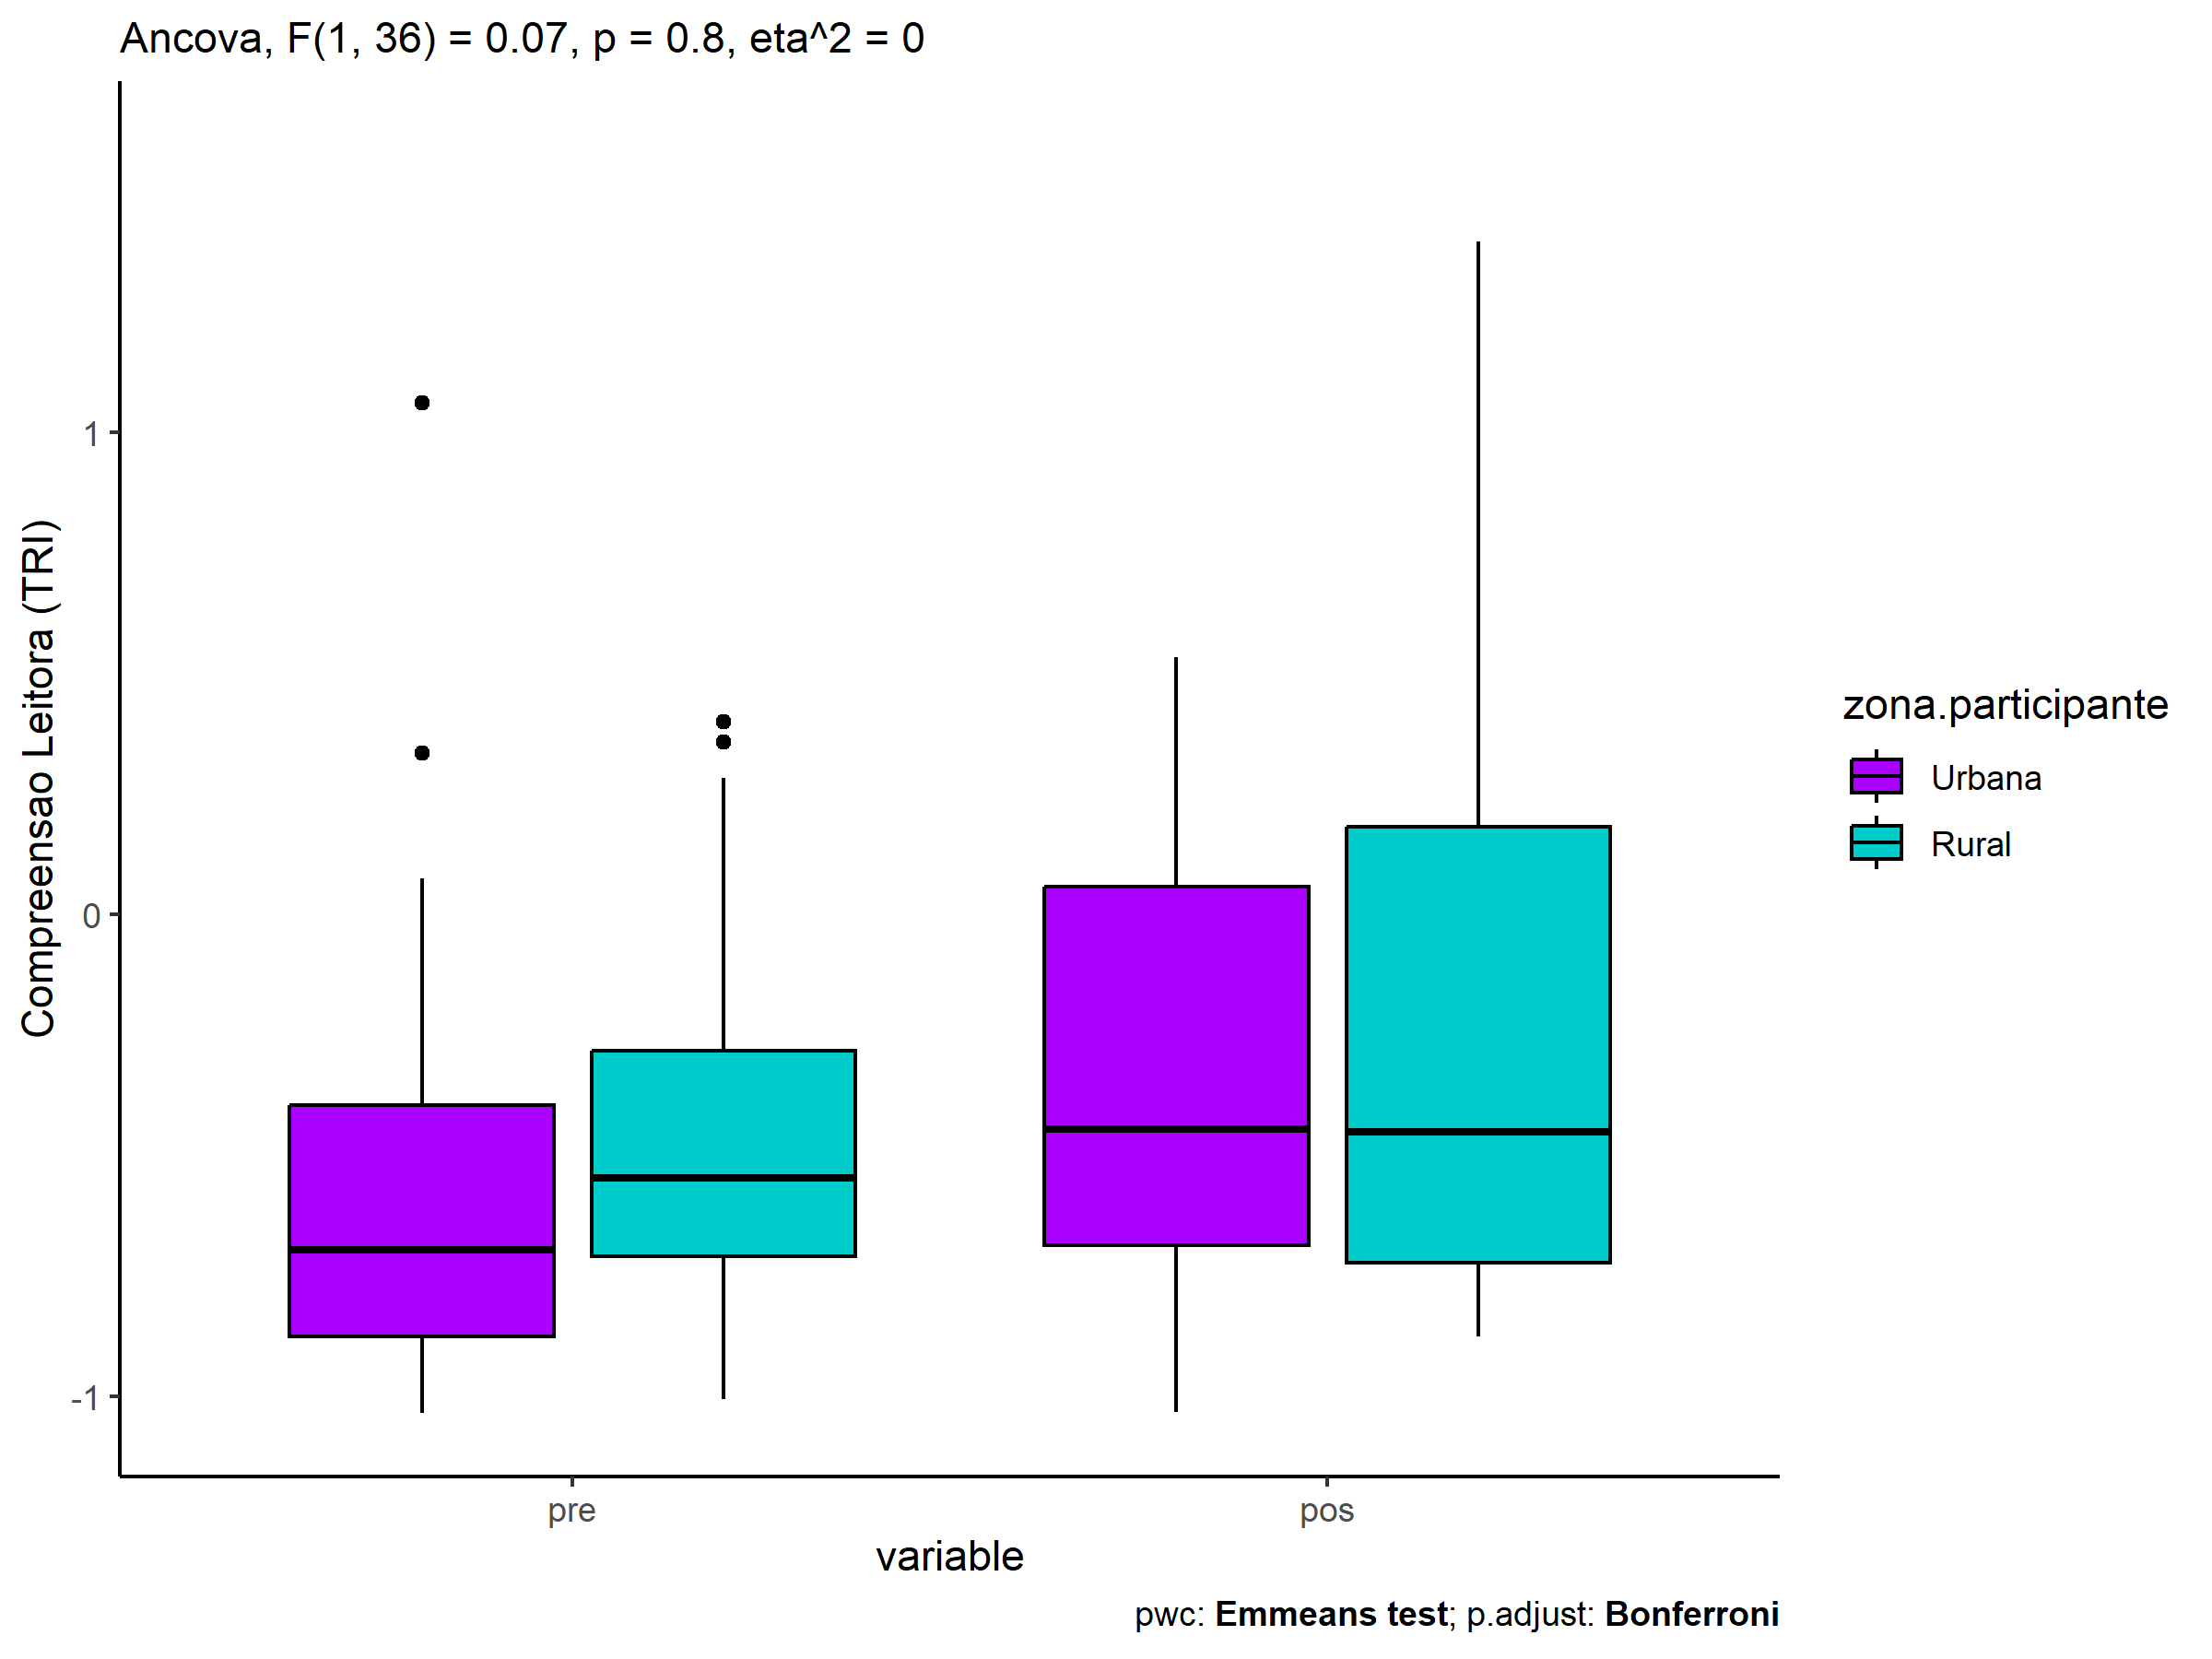 Ancova, F(1, 36) = 0.07, p = 0.8, eta^2 = 0
Compreensao Leitora (TRI)
1
0
-1
pre
pos
variable
zona.participante
Urbana
Rural
pwc: Emmeans test; p.adjust: Bonferroni